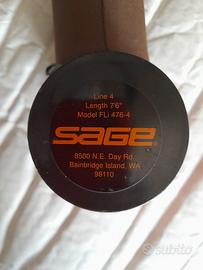 Line 4
Length 7'6"
Model FLi 476-4
SAGE
8500 N.E. Day Rd.
Bainbridge Island, WA
98110
subito